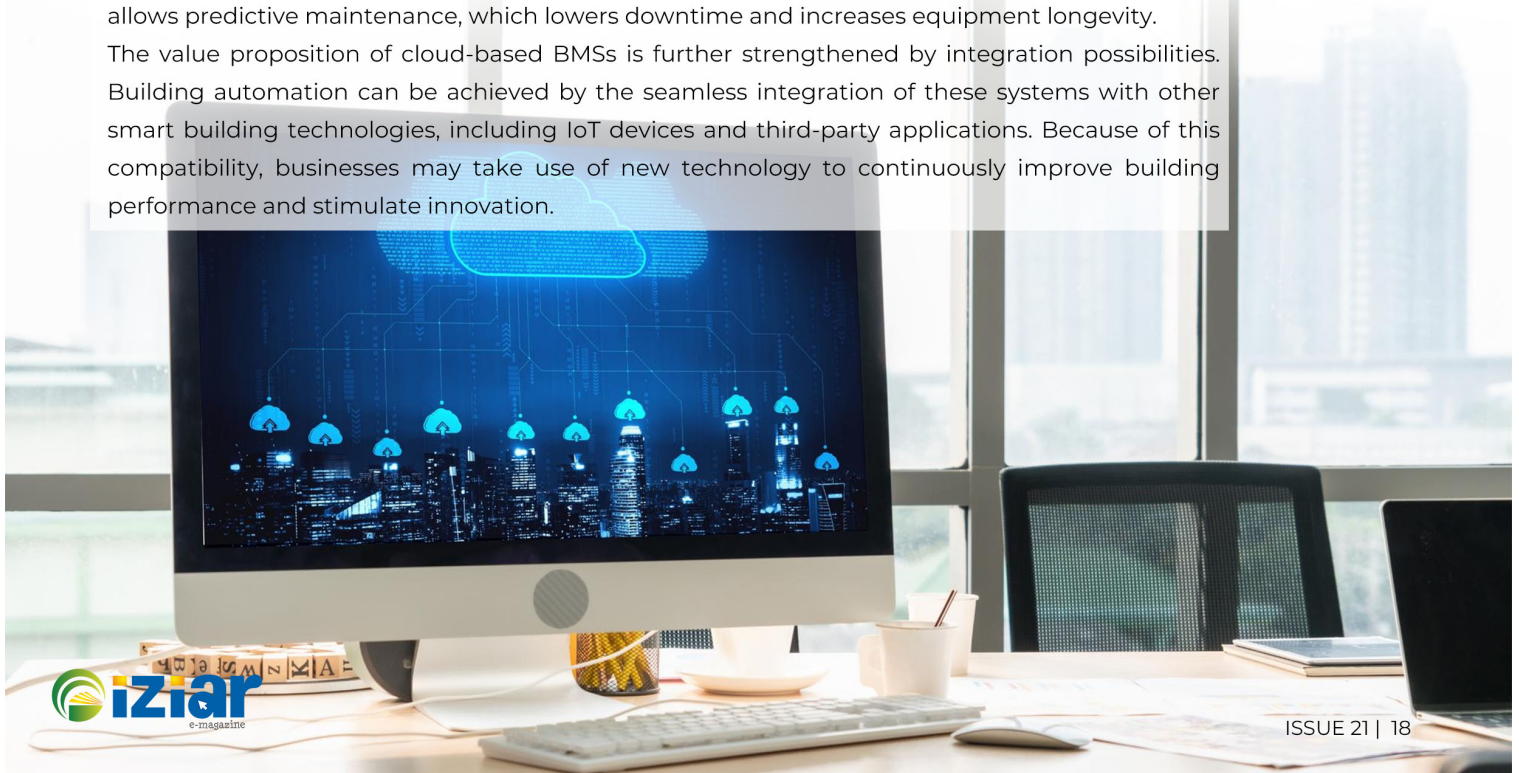 allows predictive maintenance, which lowers downtime and increases equipment longevity.
The value proposition of cloud-based BMSs is further strengthened by integration possibilities.
Building automation can be achieved by the seamless integration of these systems with other
smart building technologies, including IoT devices and third-party applications. Because of this
compatibility, businesses may take use of new technology to continuously improve building
performance and stimulate innovation.
iziar
e-magazine
ISSUE 21 | 18